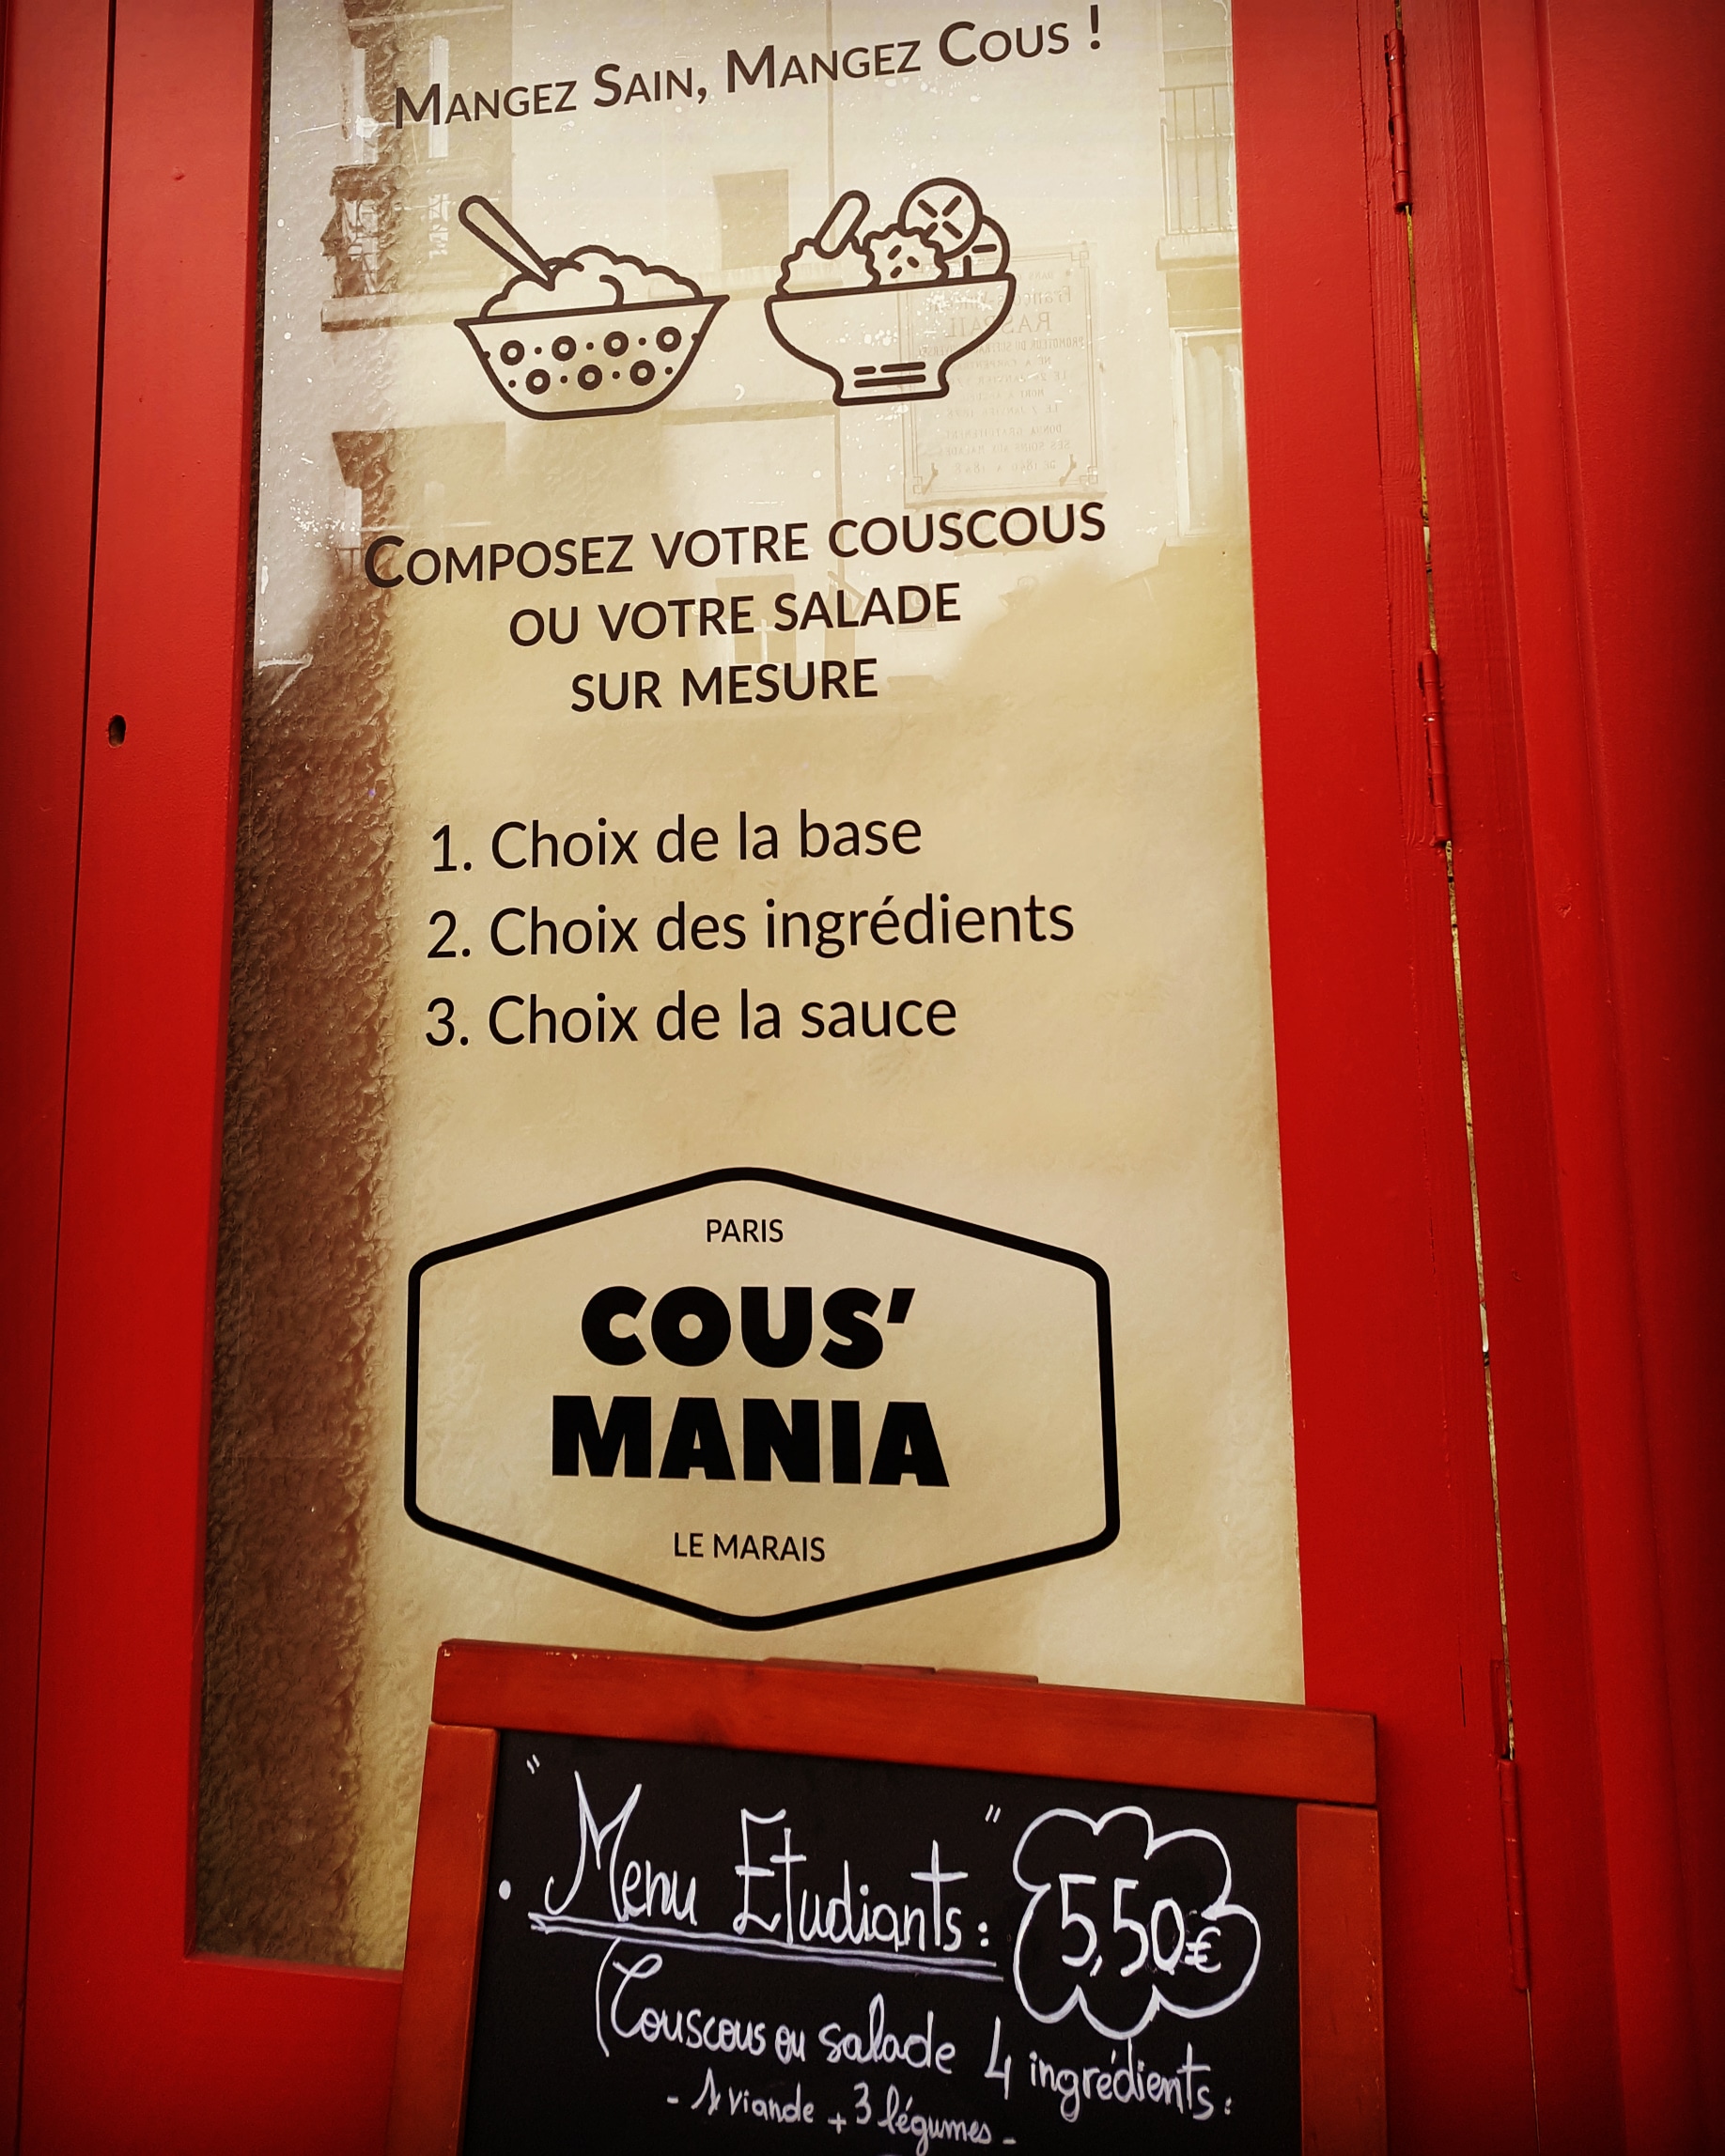 MANGEZ SAIN, MANGEZ COUS !
COMPOSEZ VOTRE COUSCOUS
OU VOTRE SALADE
SUR MESURE
1. Choix de la base
2. Choix des ingrédients
3. Choix de la sauce
PARIS
COUS'
MANIA
LE MARAIS
" Menu Etudiants " : 5,50€
(Couscous ou salade 4 ingrédients :
- 1 viande + 3 légumes -